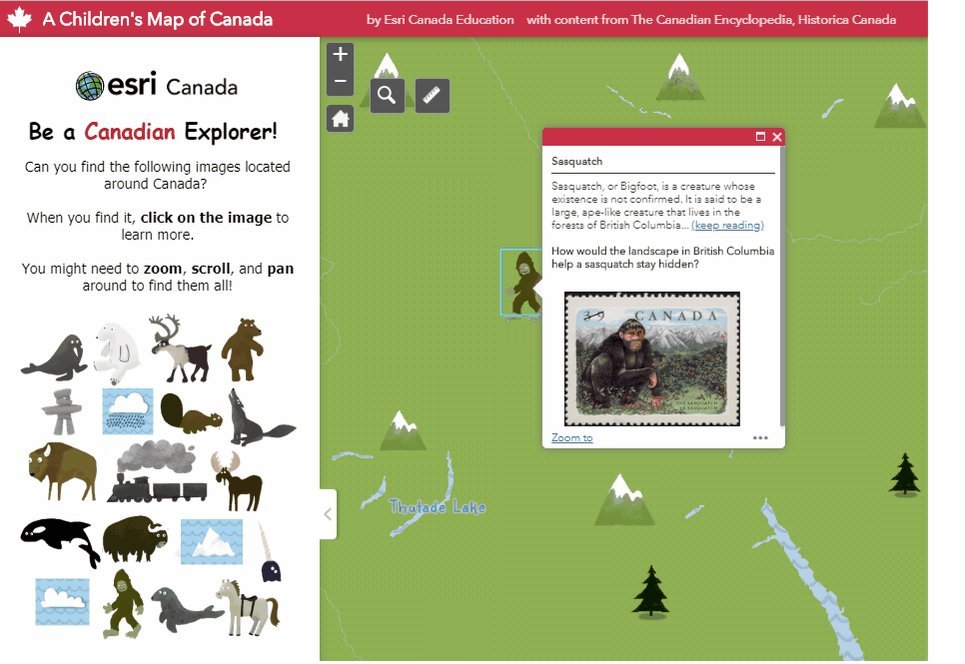 A Children's Map of Canada
by Esri Canada Education with content from The Canadian Encyclopedia, Historica Canada
esri Canada
Be a Canadian Explorer!
Can you find the following images located
around Canada?
When you find it, click on the image to
learn more.
You might need to zoom, scroll, and pan
around to find them all!
Sasquatch
Sasquatch, or Bigfoot, is a creature whose
existence is not confirmed. It is said to be a
large, ape-like creature that lives in the
forests of British Columbia... (keep reading)
How would the landscape in British Columbia
help a sasquatch stay hidden?
39 CANADA
THE SASQUATCH
LE SASQUATCH
Zoom to
Thutade Lake